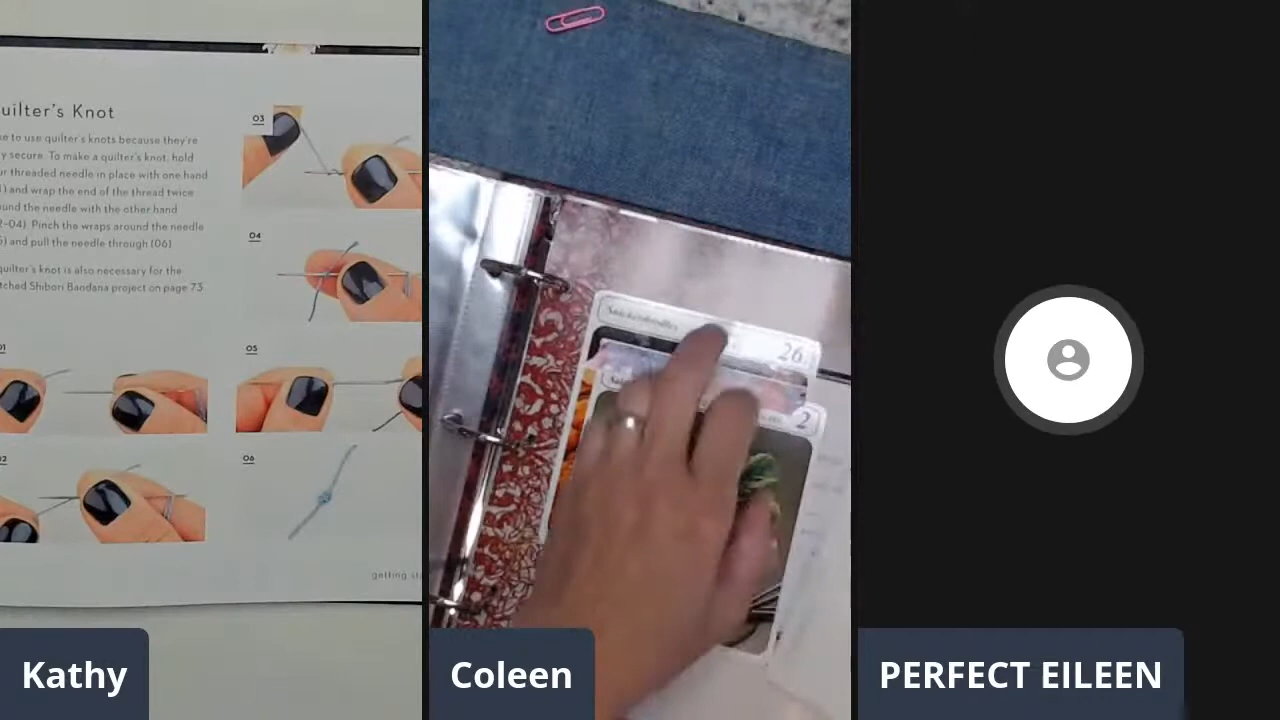 uilter's Knot
e to use quilter's knots because they're
y secure. To make a quilter's knot, hold
ur threaded needle in place with one hand
1) and wrap the end of the thread twice
und the needle with the other hand
2-04). Pinch the wraps around the needle
5) and pull the needle through (06)
quilter's knot is also necessary for the
tched Shibori Bandana project on page 73
03
04
01
05
02
06
getting sta
Snickerdoodles
26
2
Kathy
Coleen
PERFECT EILEEN